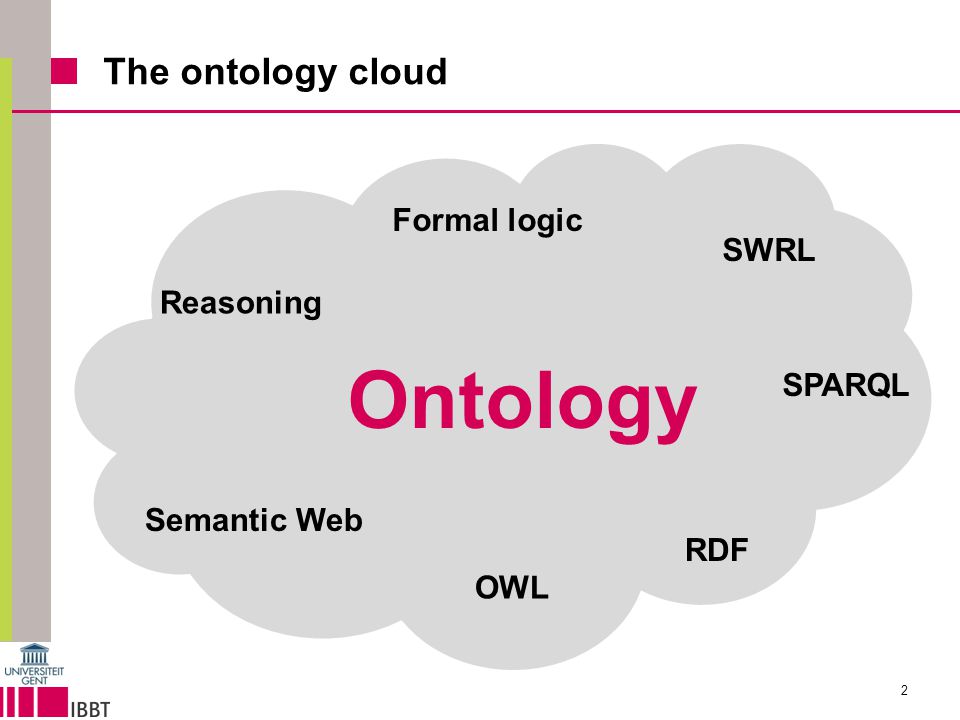 The ontology cloud
Formal logic
SWRL
Reasoning
Ontology
SPARQL
Semantic Web
RDF
OWL
UNIVERSITEIT
GENT
IBBT
2